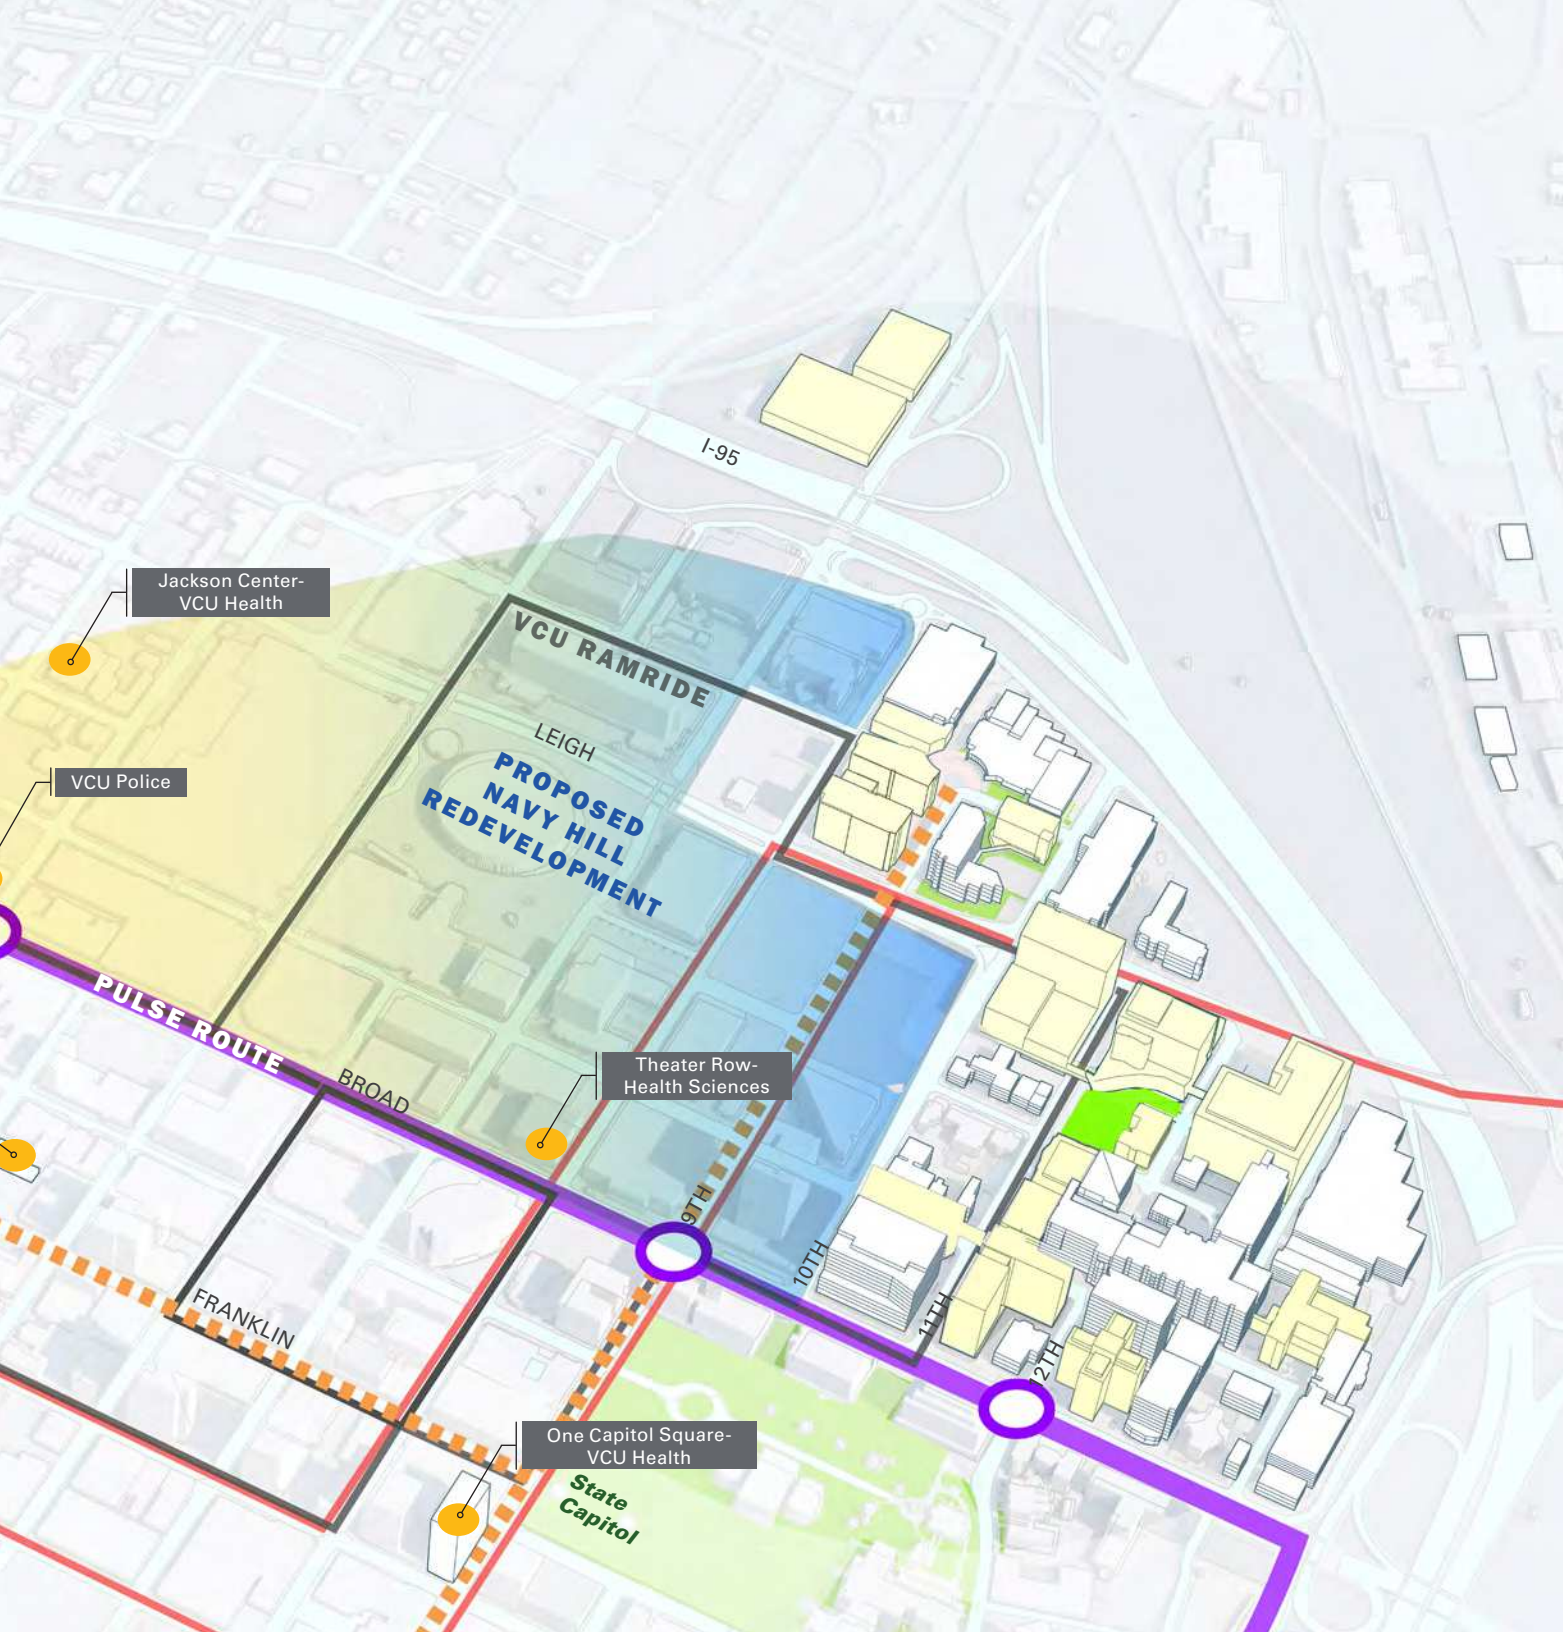 I-95
Jackson Center-
VCU Health
VCU RAMRIDE
LEIGH
PROPOSED
NAVY HILL
REDEVELOPMENT
VCU Police
PULSE ROUTE
BROAD
Theater Row-
Health Sciences
9TH
10TH
11TH
12TH
FRANKLIN
One Capitol Square-
VCU Health
State
Capitol